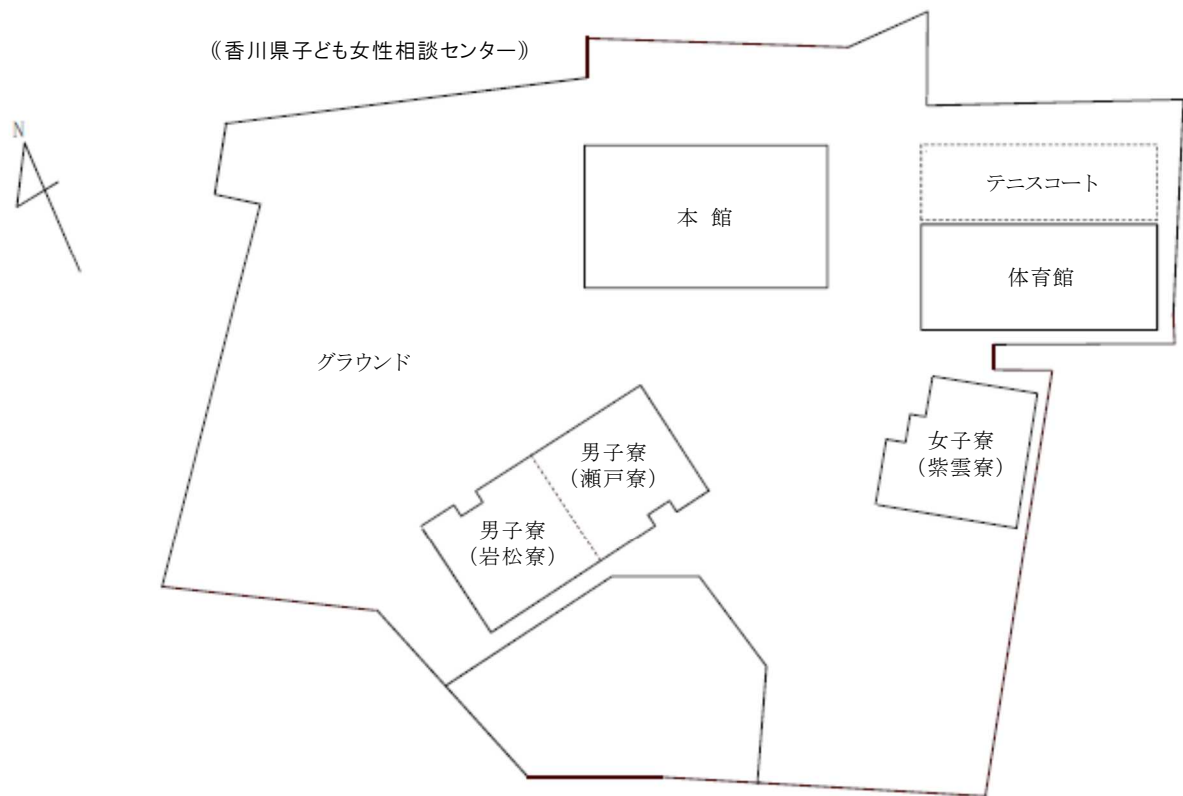 《香川県子ども女性相談センター》
N
テニスコート
本 館
体育館
グラウンド
男子寮
（瀬戸寮）
女子寮
（紫雲寮）
男子寮
（岩松寮）